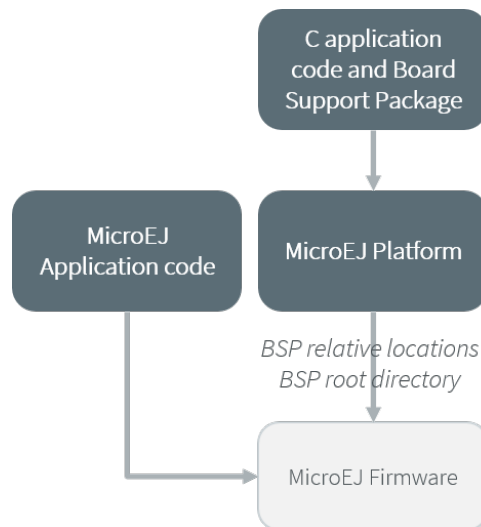 C application
code and Board
Support Package
MicroEJ
Application code
MicroEJ Platform
BSP relative locations
BSP root directory
MicroEJ Firmware